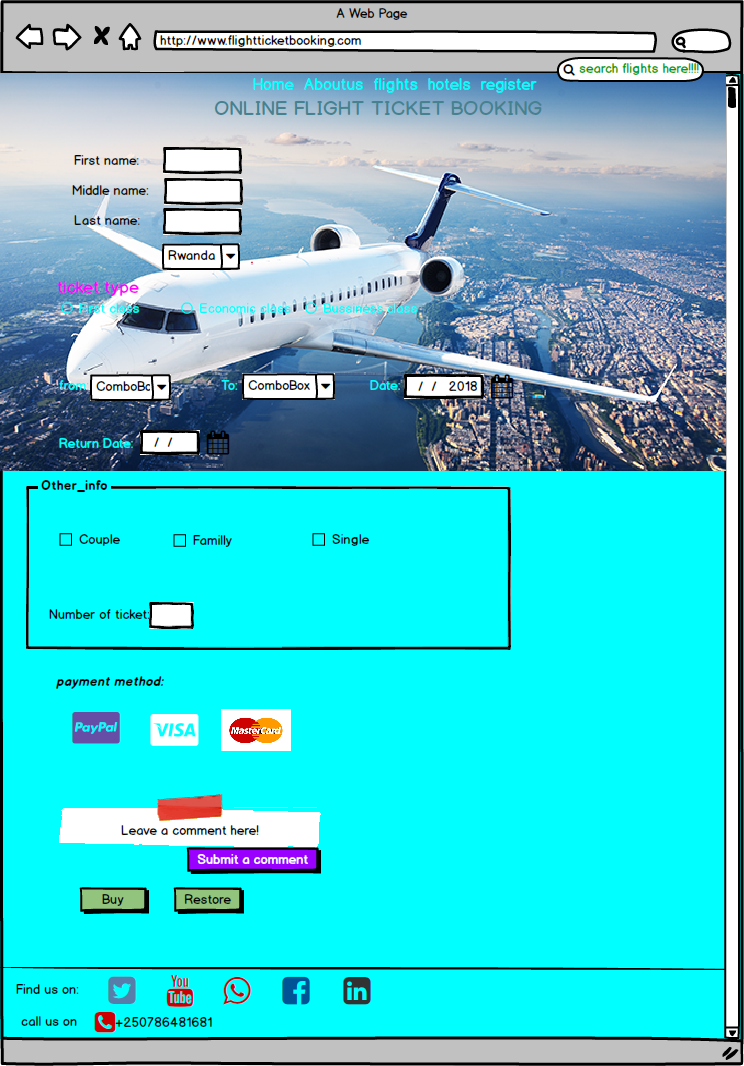 A Web Page
http://www.flightticketbooking.com
search flights here!!!!
Home Aboutus flights hotels register
ONLINE FLIGHT TICKET BOOKING
First name:
Middle name:
Last name:
Rwanda
ticket type
First class Economic class Bussiness class
from ComboBo To: ComboBox Date: / / 2018
Return Date: / /
Other_info
Couple Familly Single
Number of ticket:
payment method:
PayPal VISA MasterCard
Leave a comment here!
Submit a comment
Buy Restore
Find us on: You Tube f in
call us on +250786481681